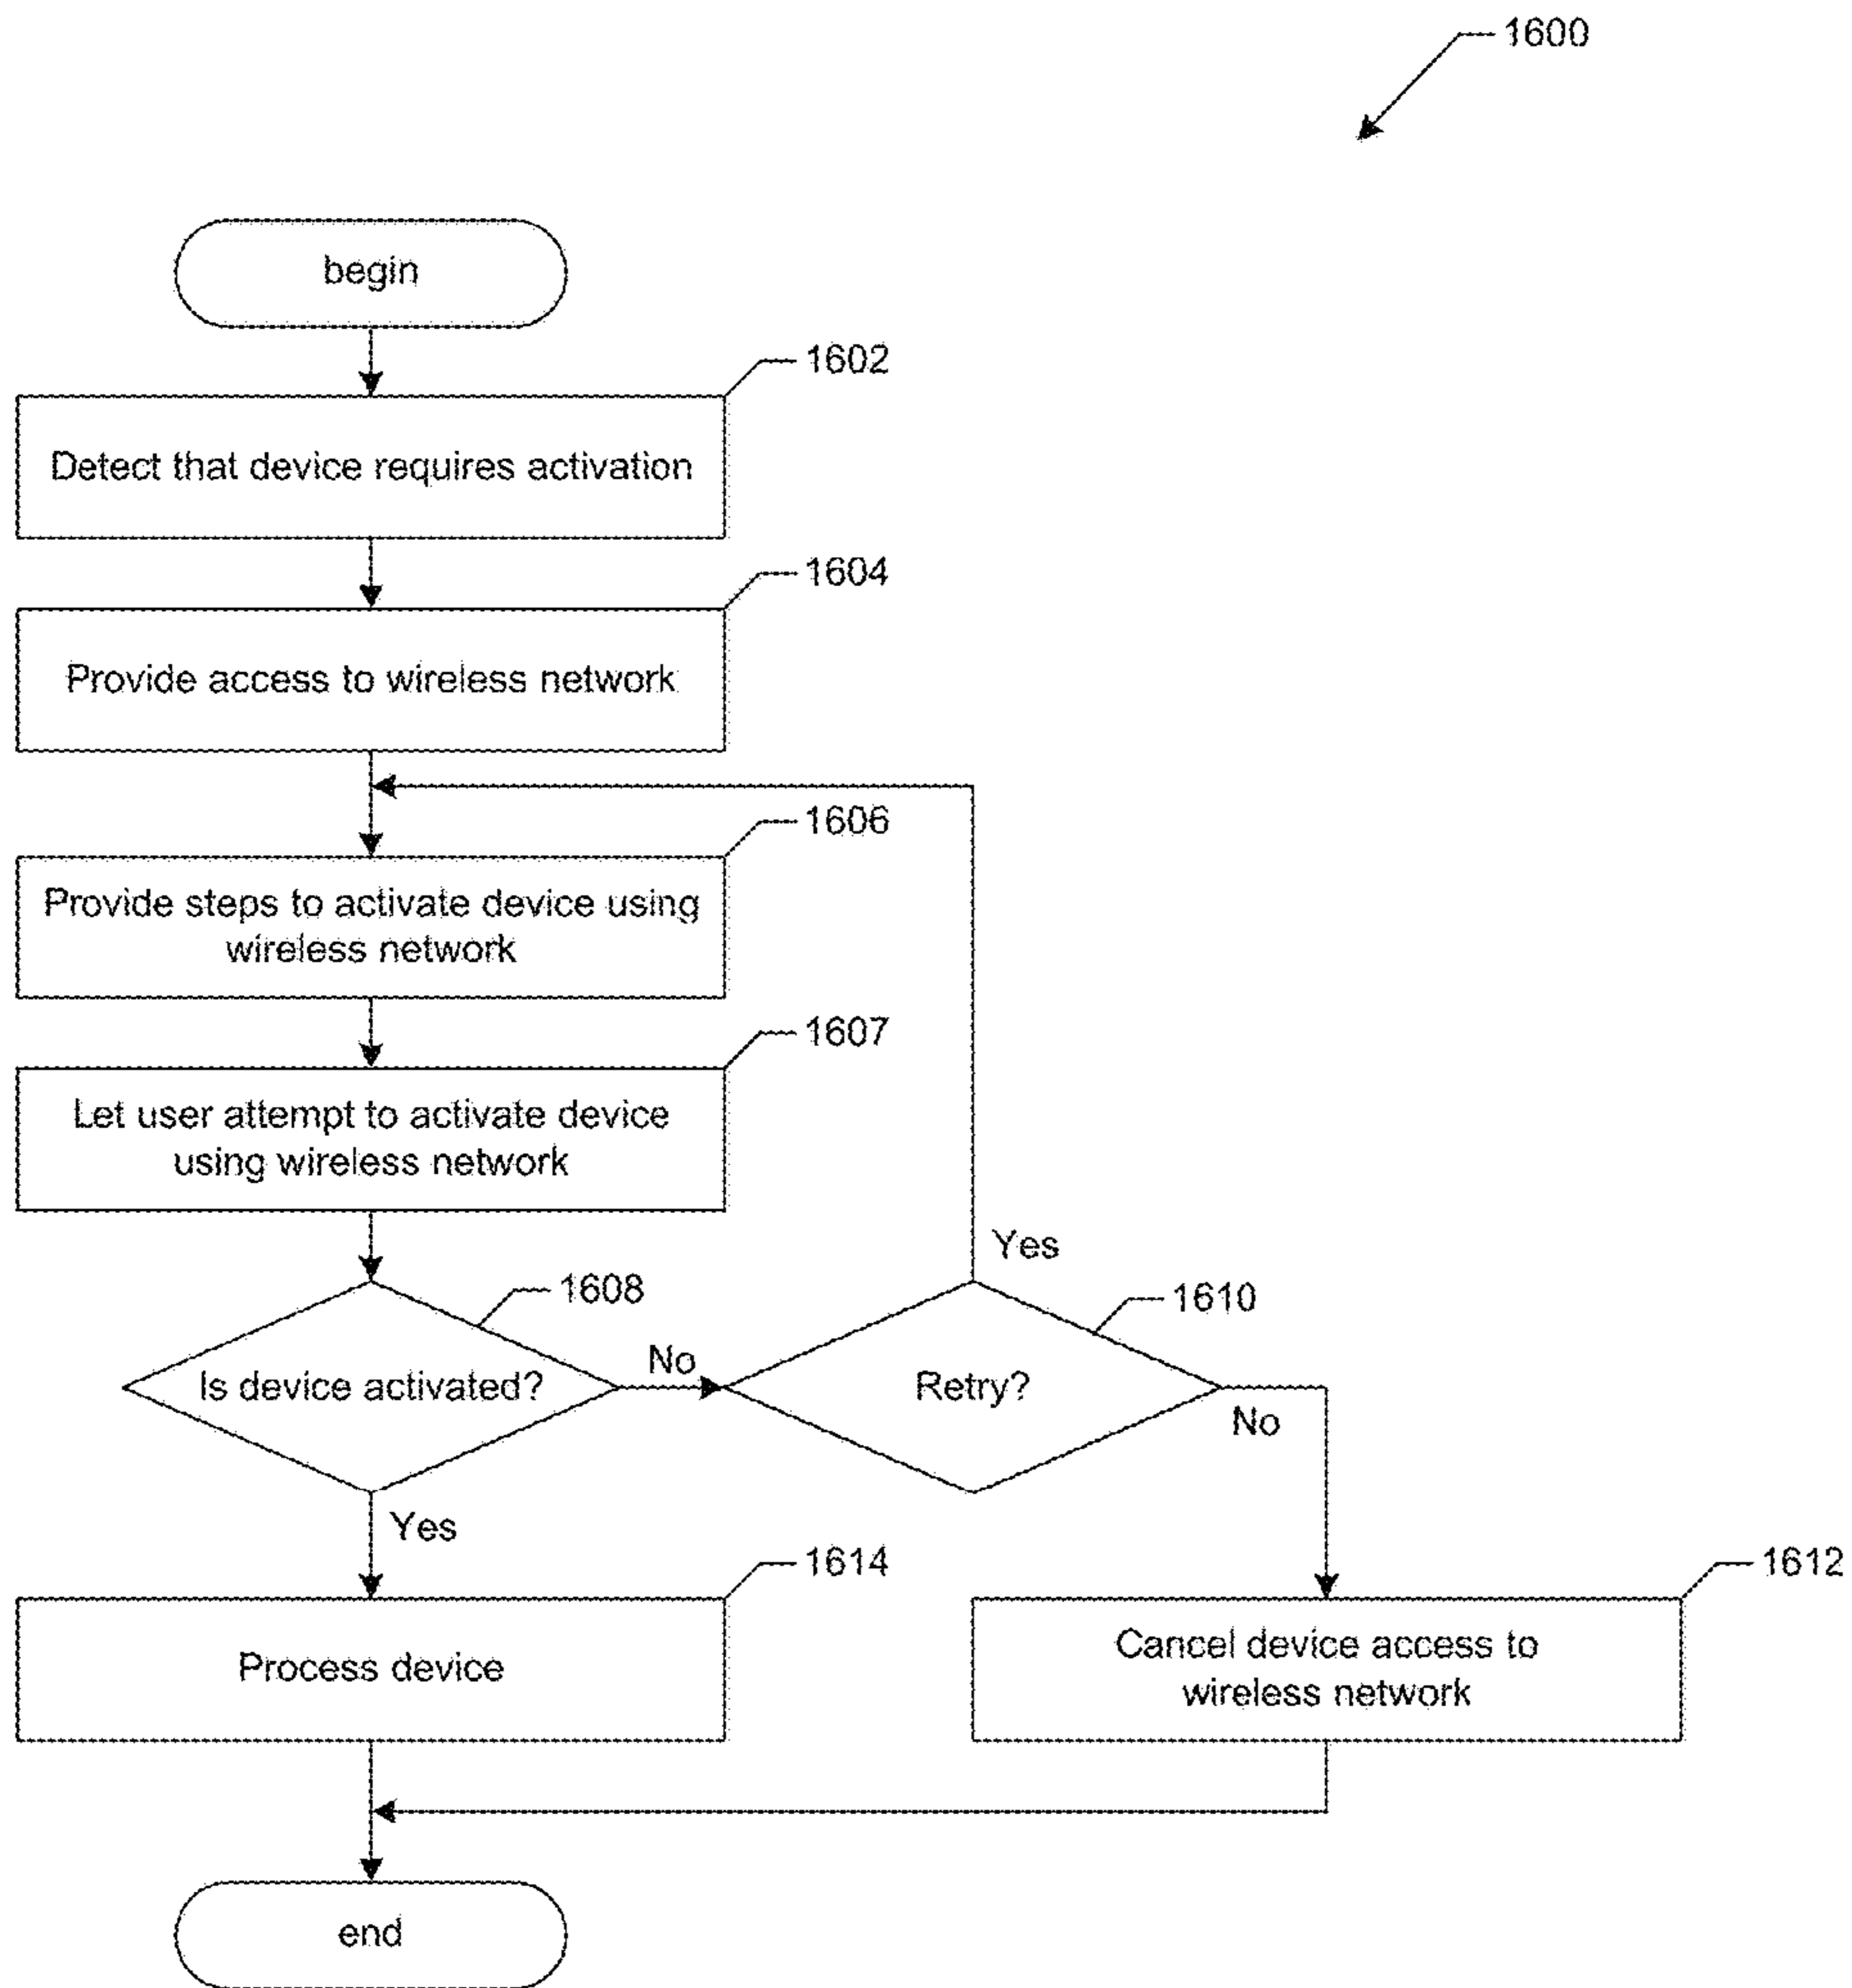 1600
begin
1602
Detect that device requires activation
1604
Provide access to wireless network
1606
Provide steps to activate device using
wireless network
1607
Let user attempt to activate device
using wireless network
1608
Is device activated?
No
Yes
1610
Retry?
Yes
No
1614
Process device
1612
Cancel device access to
wireless network
end